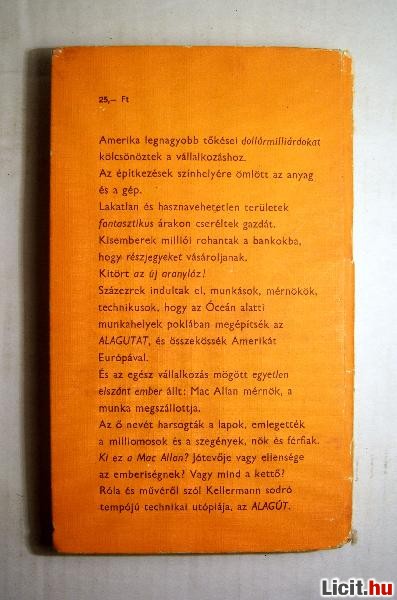 25,— Ft
Amerika legnagyobb tőkései dollármilliárdokat
kölcsönöztek a vállalkozáshoz.
Az építkezések színhelyére ömlött az anyag
és a gép.
Lakatlan és hasznavehetetlen területek
fantasztikus árakon cseréltek gazdát.
Kisemberek milliói rohantak a bankokba,
hogy részjegyeket vásároljanak.
Kitört az új aranyláz!
Százezrek indultak el, munkások, mérnökök,
technikusok, hogy az Óceán alatti
munkahelyek poklában megépítsék az
ALAGUTAT, és összekössék Amerikát
Európával.
És az egész vállalkozás mögött egyetlen
elszánt ember állt: Mac Allan mérnök, a
munka megszállottja.
Az ő nevét harsogták a lapok, emlegették
a milliomosok és a szegények, nők és férfiak.
Ki ez a Mac Allan? Jótevője vagy ellensége
az emberiségnek? Vagy mind a kettő?
Róla és művéről szól Kellermann sodró
tempójú technikai utópiája, az ALAGÚT.
Licit.hu